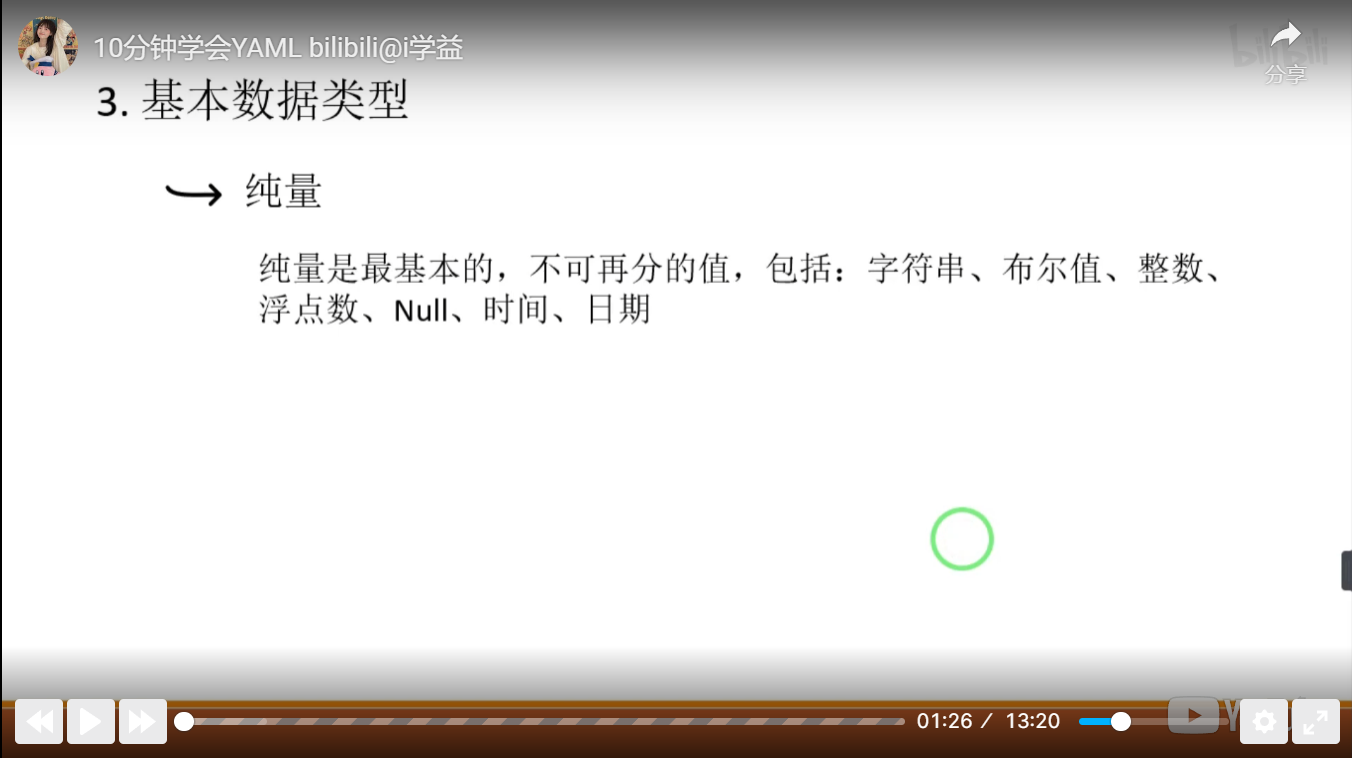 10分钟学会YAML bilibili@i学益
bilibili
分享
3. 基本数据类型
纯量
纯量是最基本的，不可再分的值，包括：字符串、布尔值、整数、
浮点数、Null、时间、日期
01:26 / 13:20